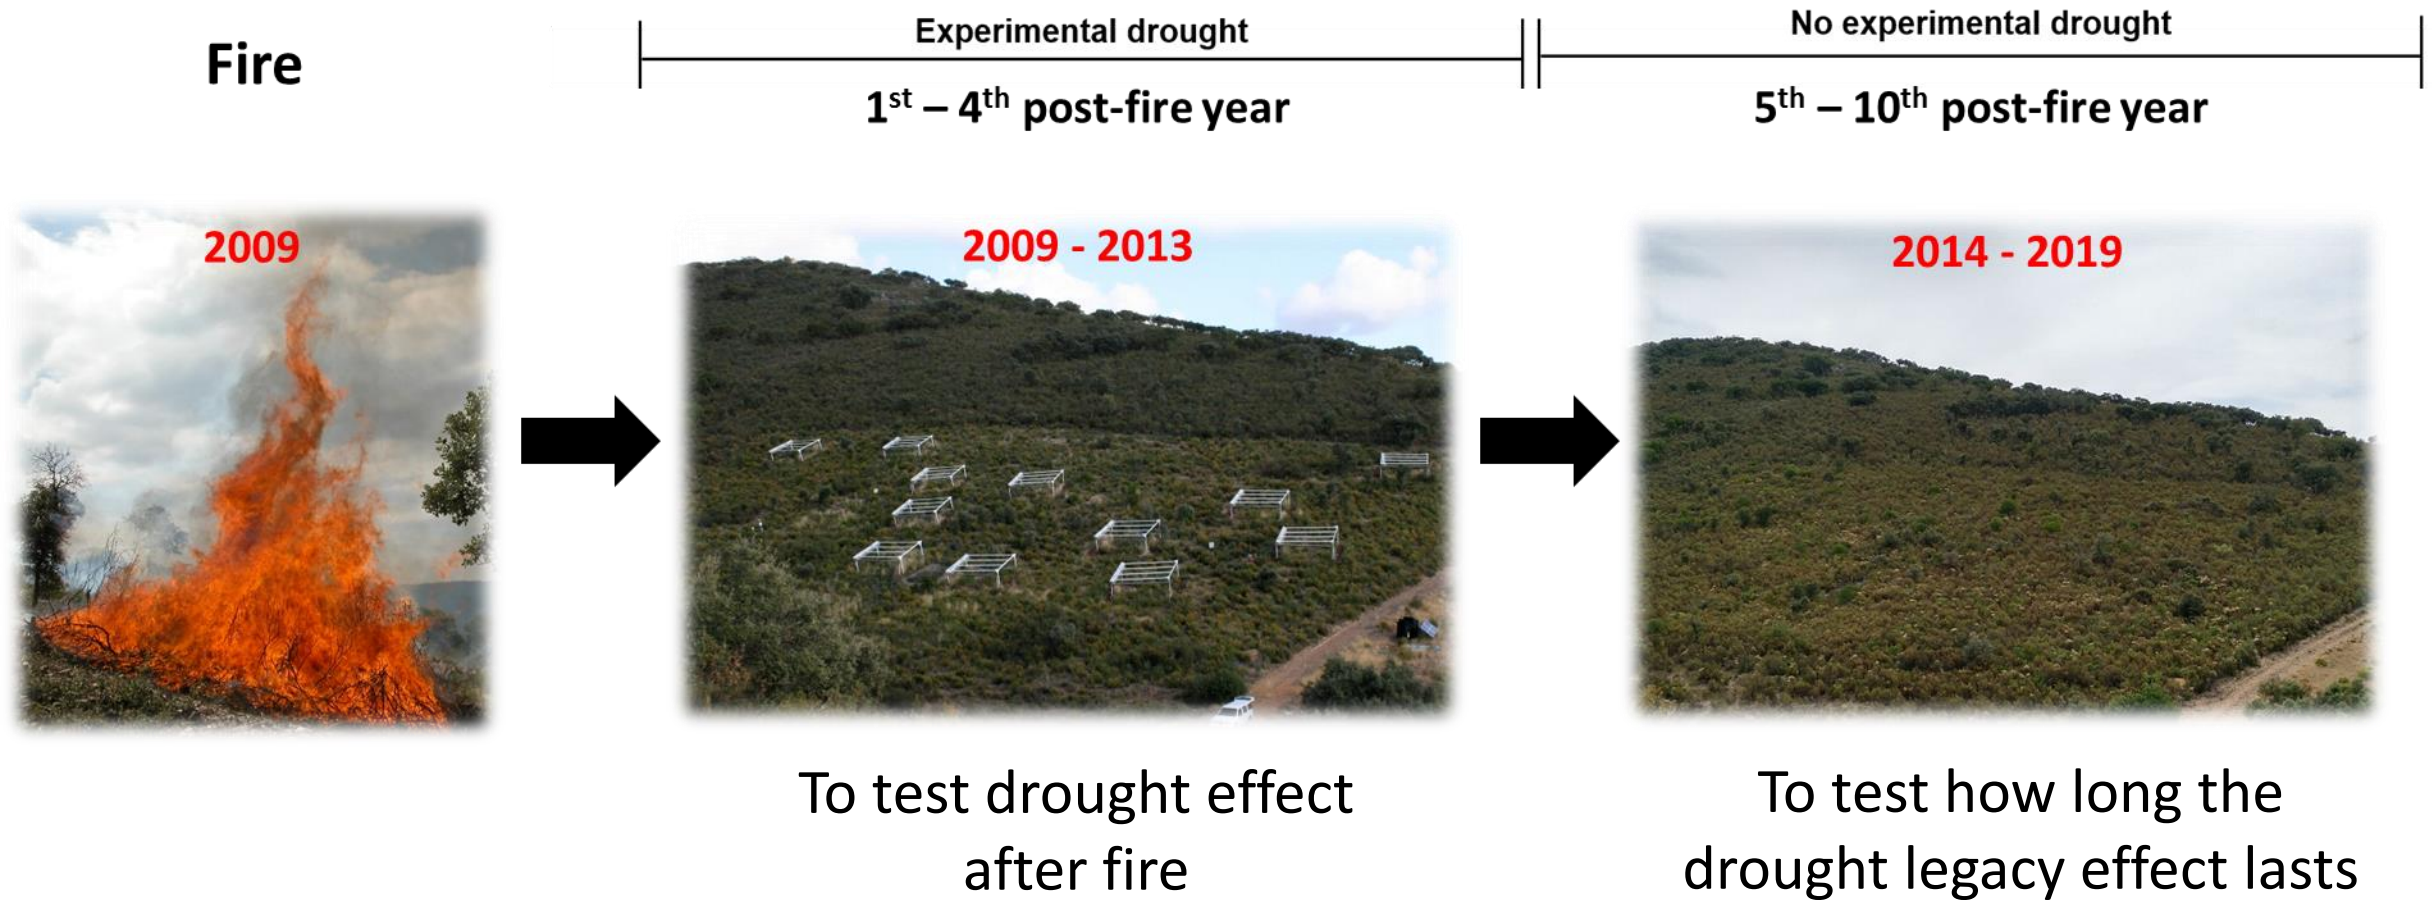 Fire
Experimental drought
1st – 4th post-fire year
No experimental drought
5th – 10th post-fire year
2009
2009 - 2013
2014 - 2019
To test drought effect
after fire
To test how long the
drought legacy effect lasts